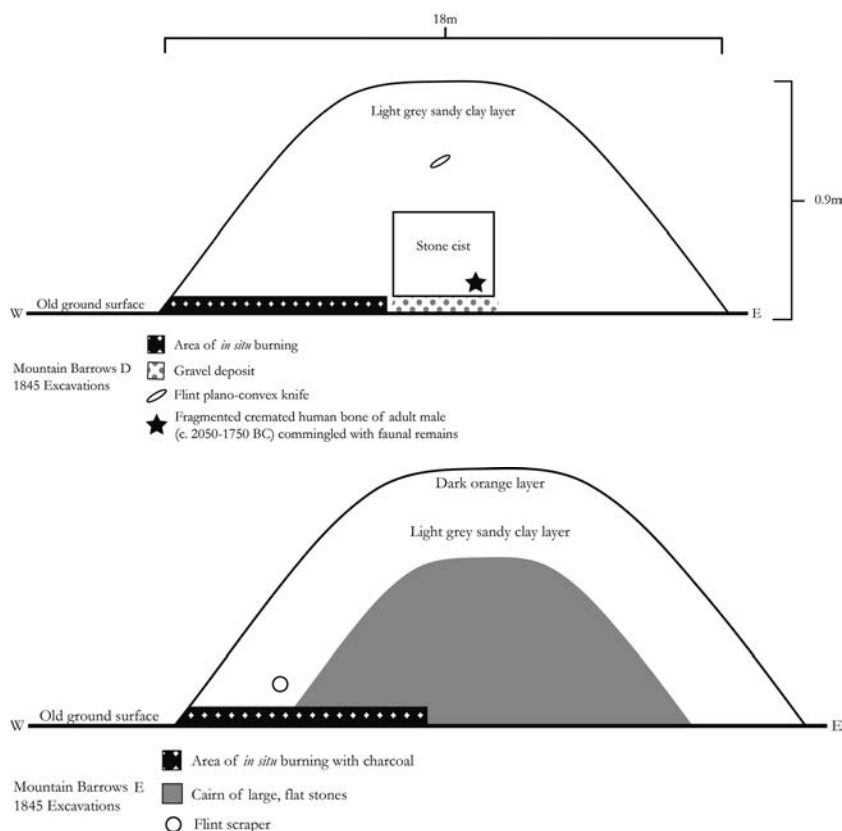 18m
Light grey sandy clay layer
0.9m
Stone cist
Old ground surface
W
E
Area of in situ burning
Mountain Barrows D
1845 Excavations
Gravel deposit
Flint plano-convex knife
Fragmented cremated human bone of adult male
(c. 2050-1750 BC) commingled with faunal remains
Dark orange layer
Light grey sandy clay layer
Old ground surface
W
E
Area of in situ burning with charcoal
Mountain Barrows E
1845 Excavations
Cairn of large, flat stones
Flint scraper